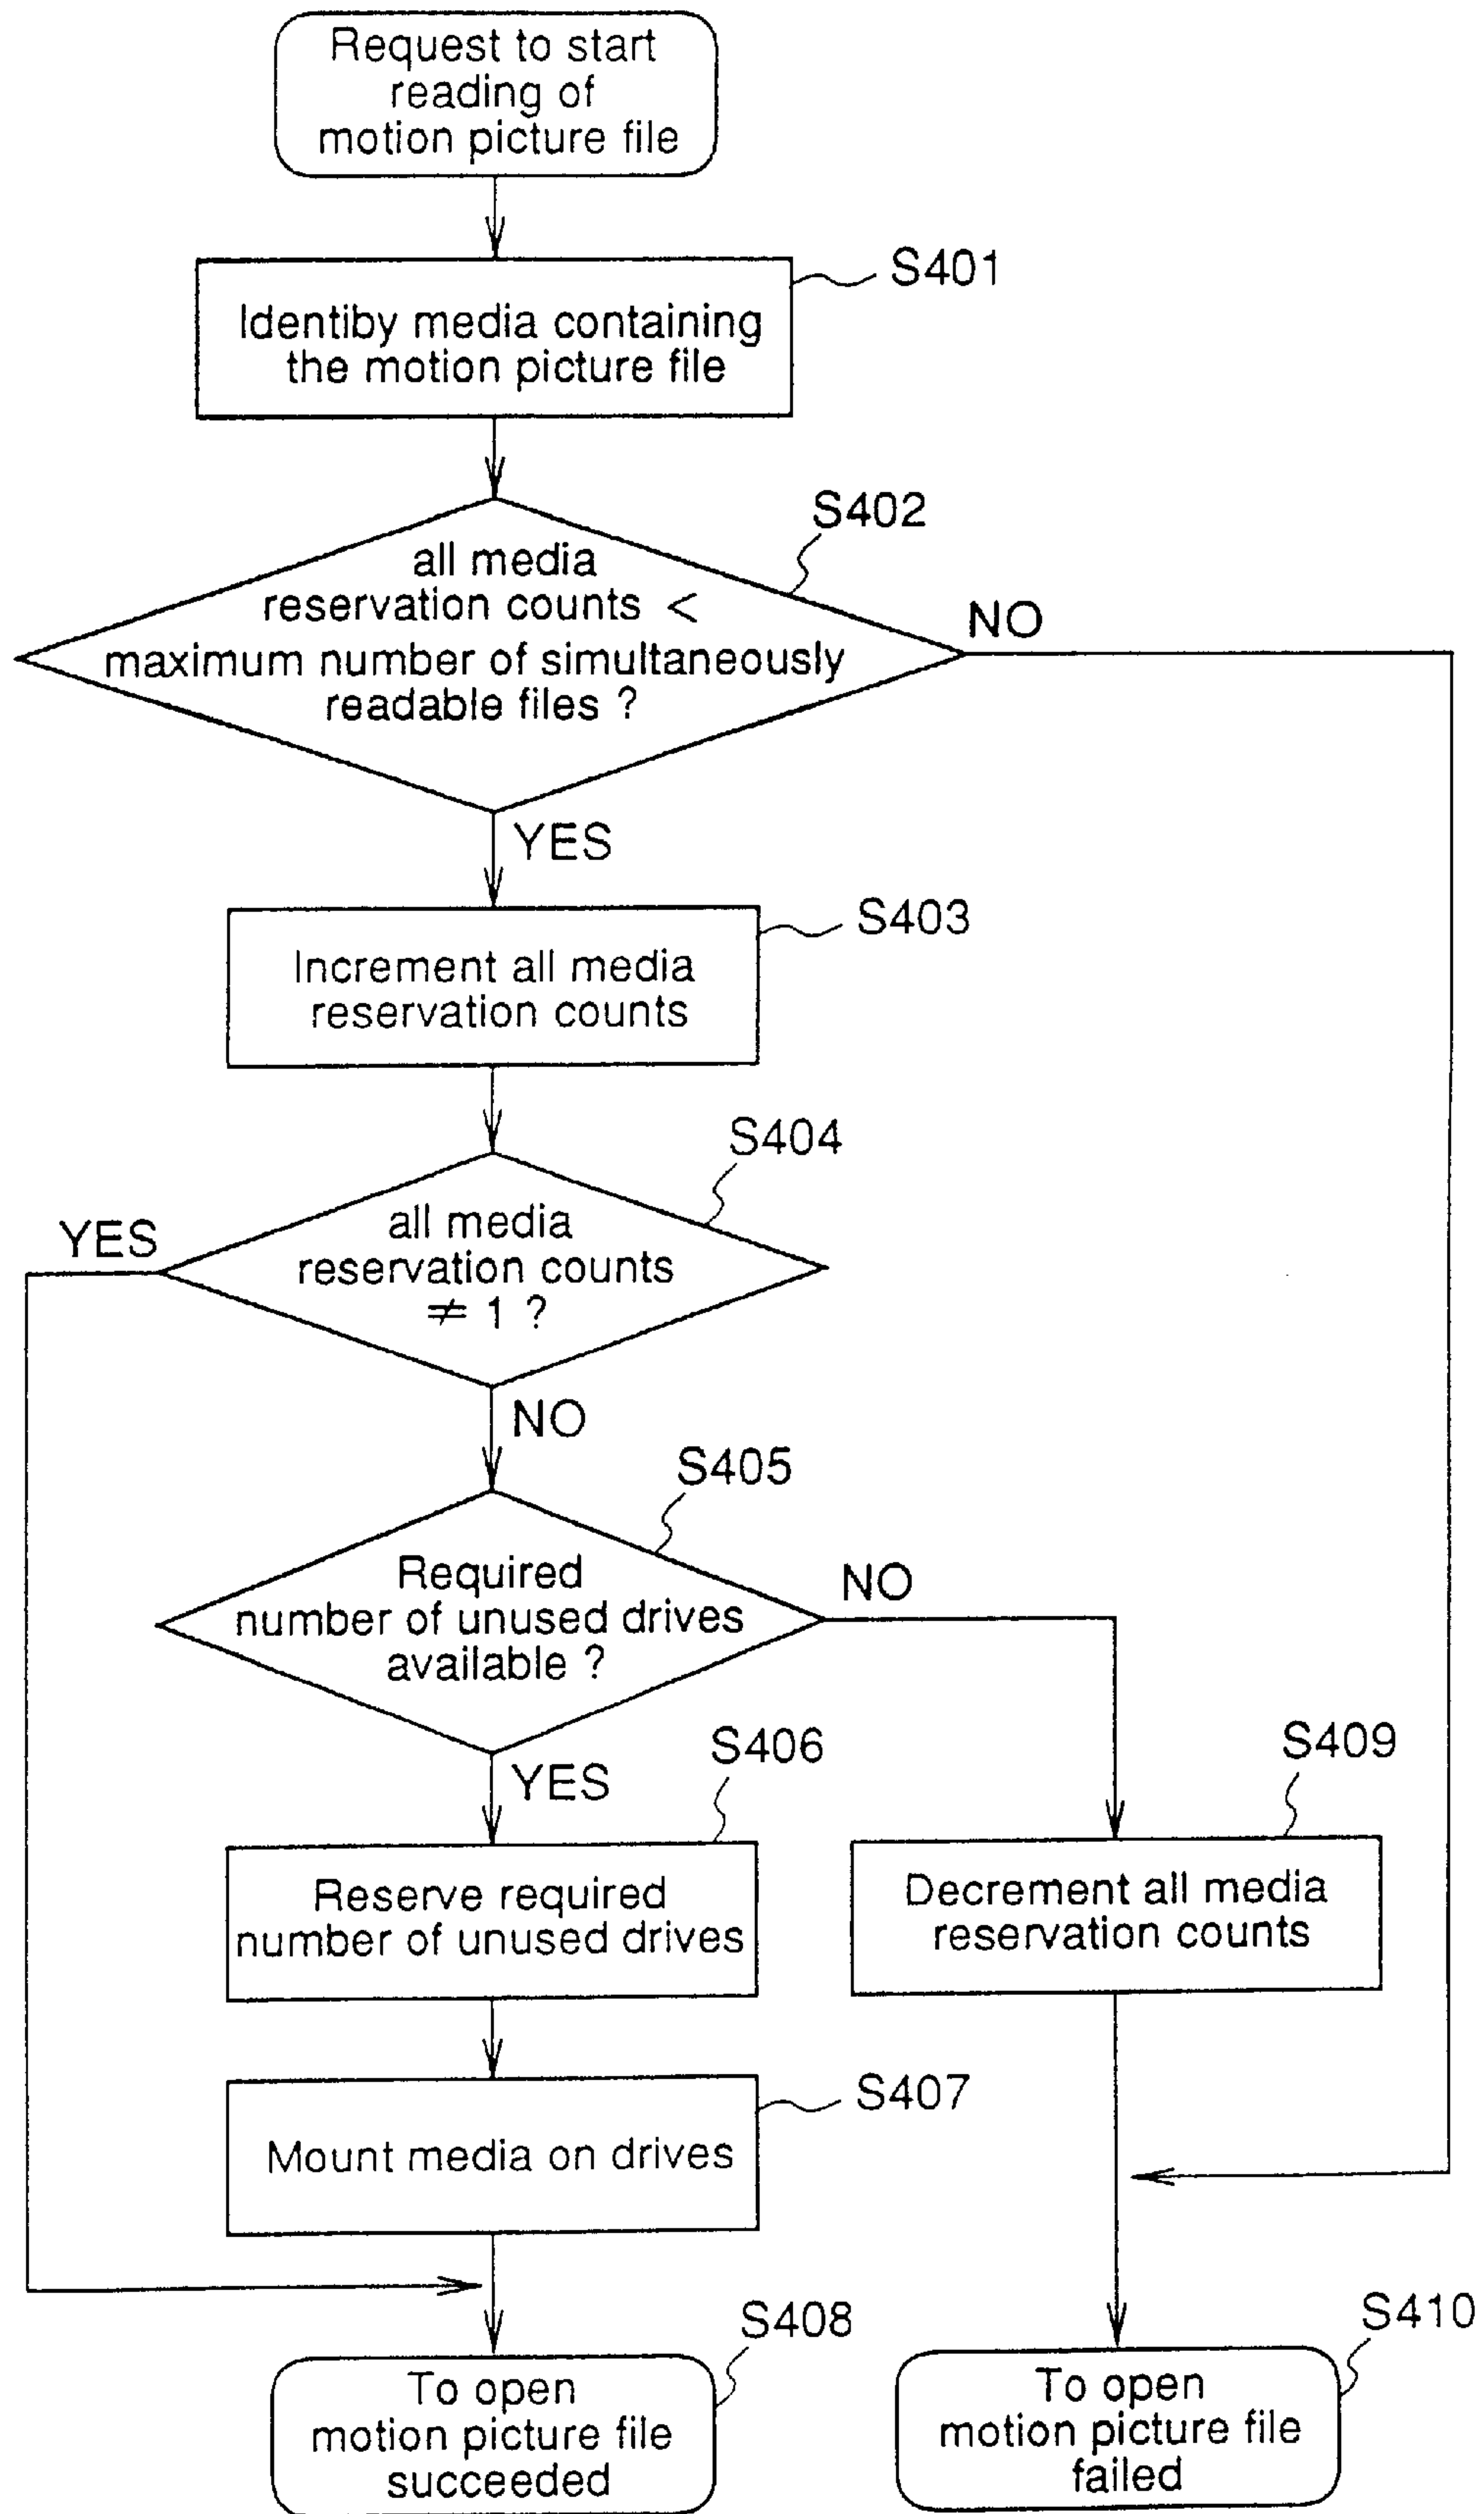 Request to start
reading of
motion picture file
S401
Identiby media containing
the motion picture file
S402
all media
reservation counts <
maximum number of simultaneously
readable files ?
NO
YES
S403
Increment all media
reservation counts
S404
all media
reservation counts
≠ 1 ?
YES
NO
S405
Required
number of unused drives
available ?
NO
YES
S406
Reserve required
number of unused drives
S409
Decrement all media
reservation counts
S407
Mount media on drives
S408
To open
motion picture file
succeeded
S410
To open
motion picture file
failed